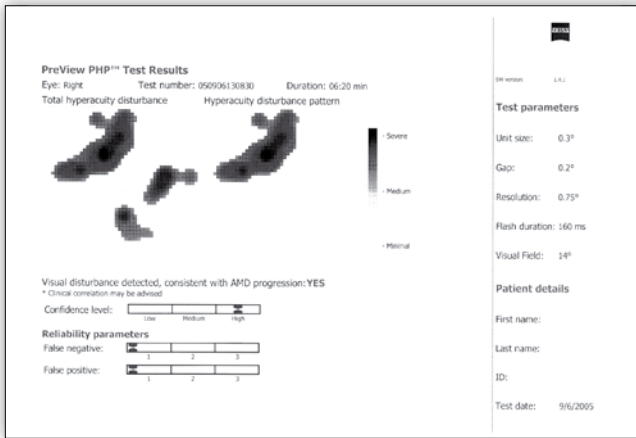 PreView PHP™ Test Results
Eye: Right Test number: 050906130830 Duration: 06:20 min
Total hyperacuity disturbance Hyperacuity disturbance pattern
- Severe
- Medium
- Minimal
Visual disturbance detected, consistent with AMD progression: YES
* Clinical correlation may be advised
Confidence level:
Low Medium High
Reliability parameters
False negative:
1 2 3
False positive:
1 2 3
ZEISS
SW version
Test parameters
Unit size: 0.3°
Gap: 0.2°
Resolution: 0.75°
Flash duration: 160 ms
Visual Field: 14°
Patient details
First name:
Last name:
ID:
Test date: 9/6/2005